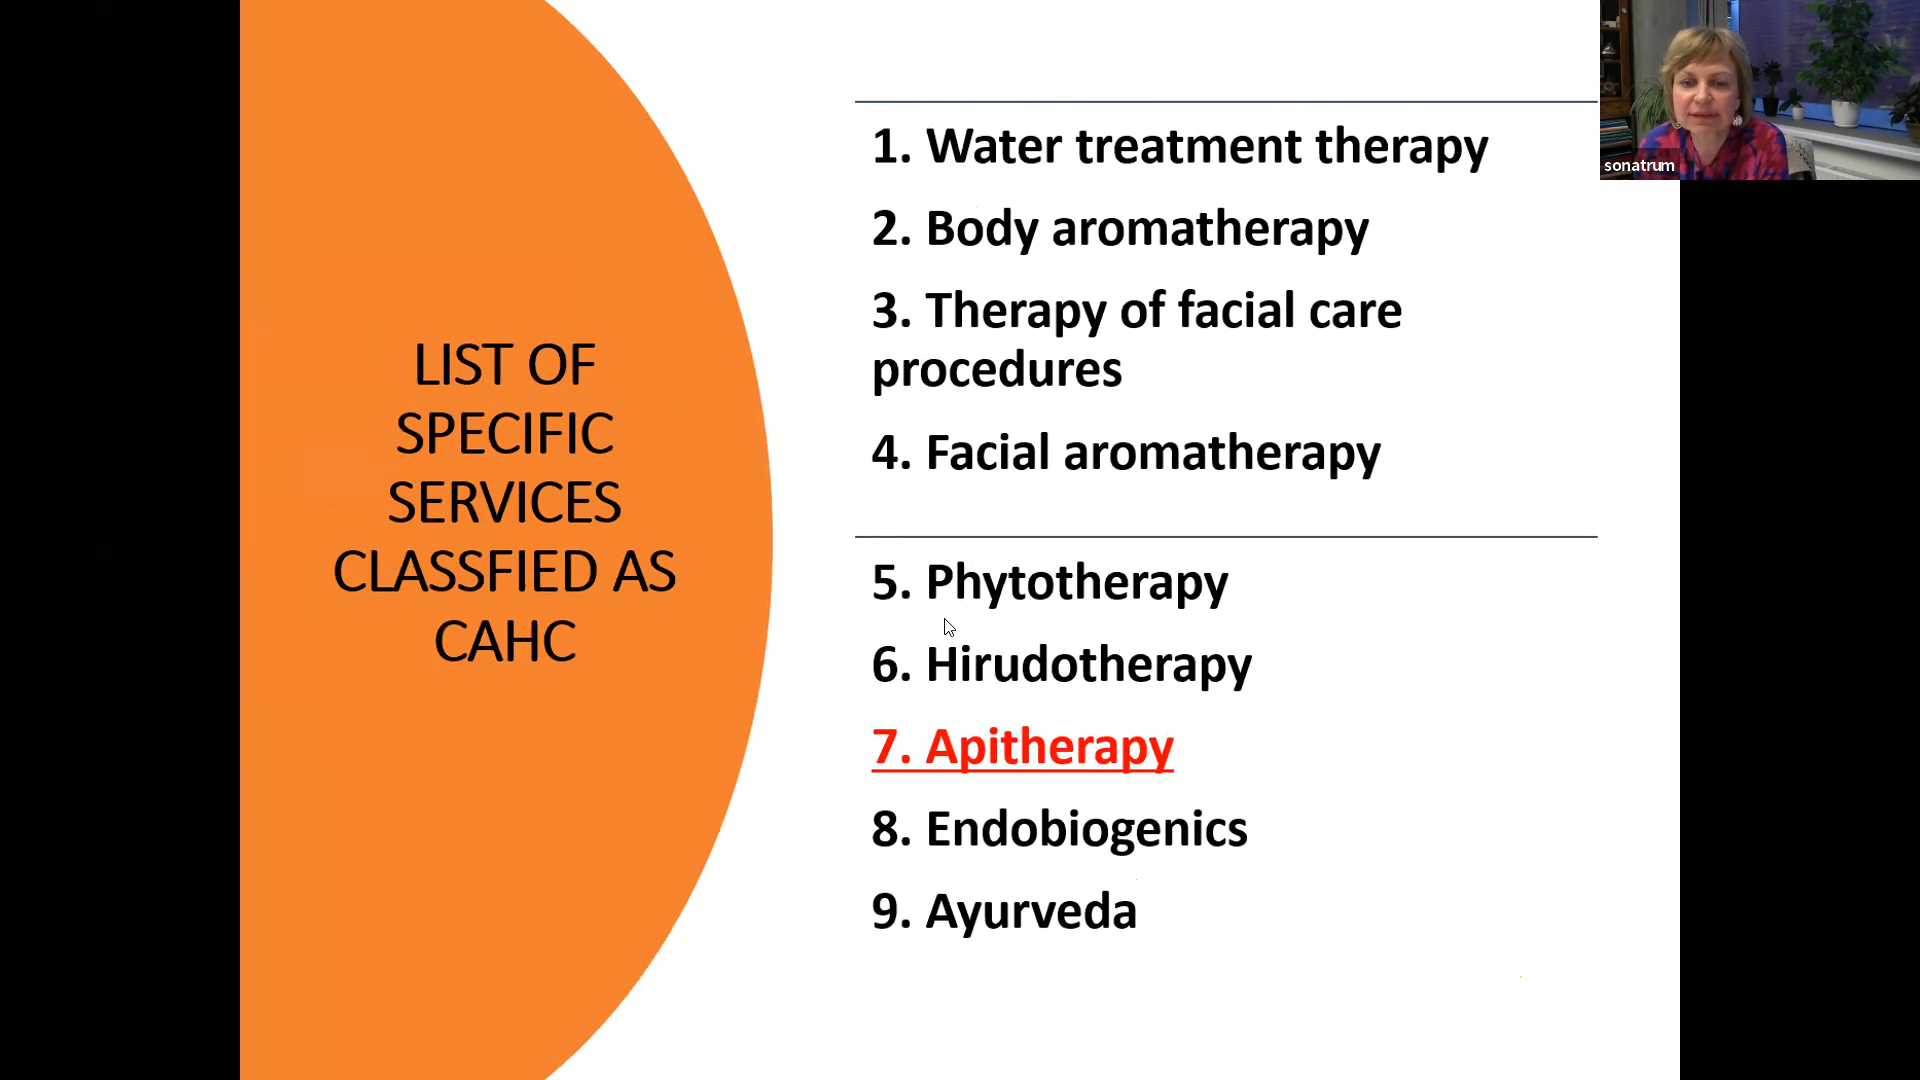 LIST OF
SPECIFIC
SERVICES
CLASSFIED AS
CAHC
1. Water treatment therapy
2. Body aromatherapy
3. Therapy of facial care
procedures
4. Facial aromatherapy
5. Phytotherapy
6. Hirudotherapy
7. Apitherapy
8. Endobiogenics
9. Ayurveda
sonatrum